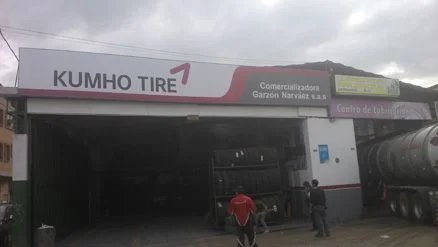 KUMHO TIRE
Comercializadora
Garzón Narváez s.a.s
Centro de Lubricación